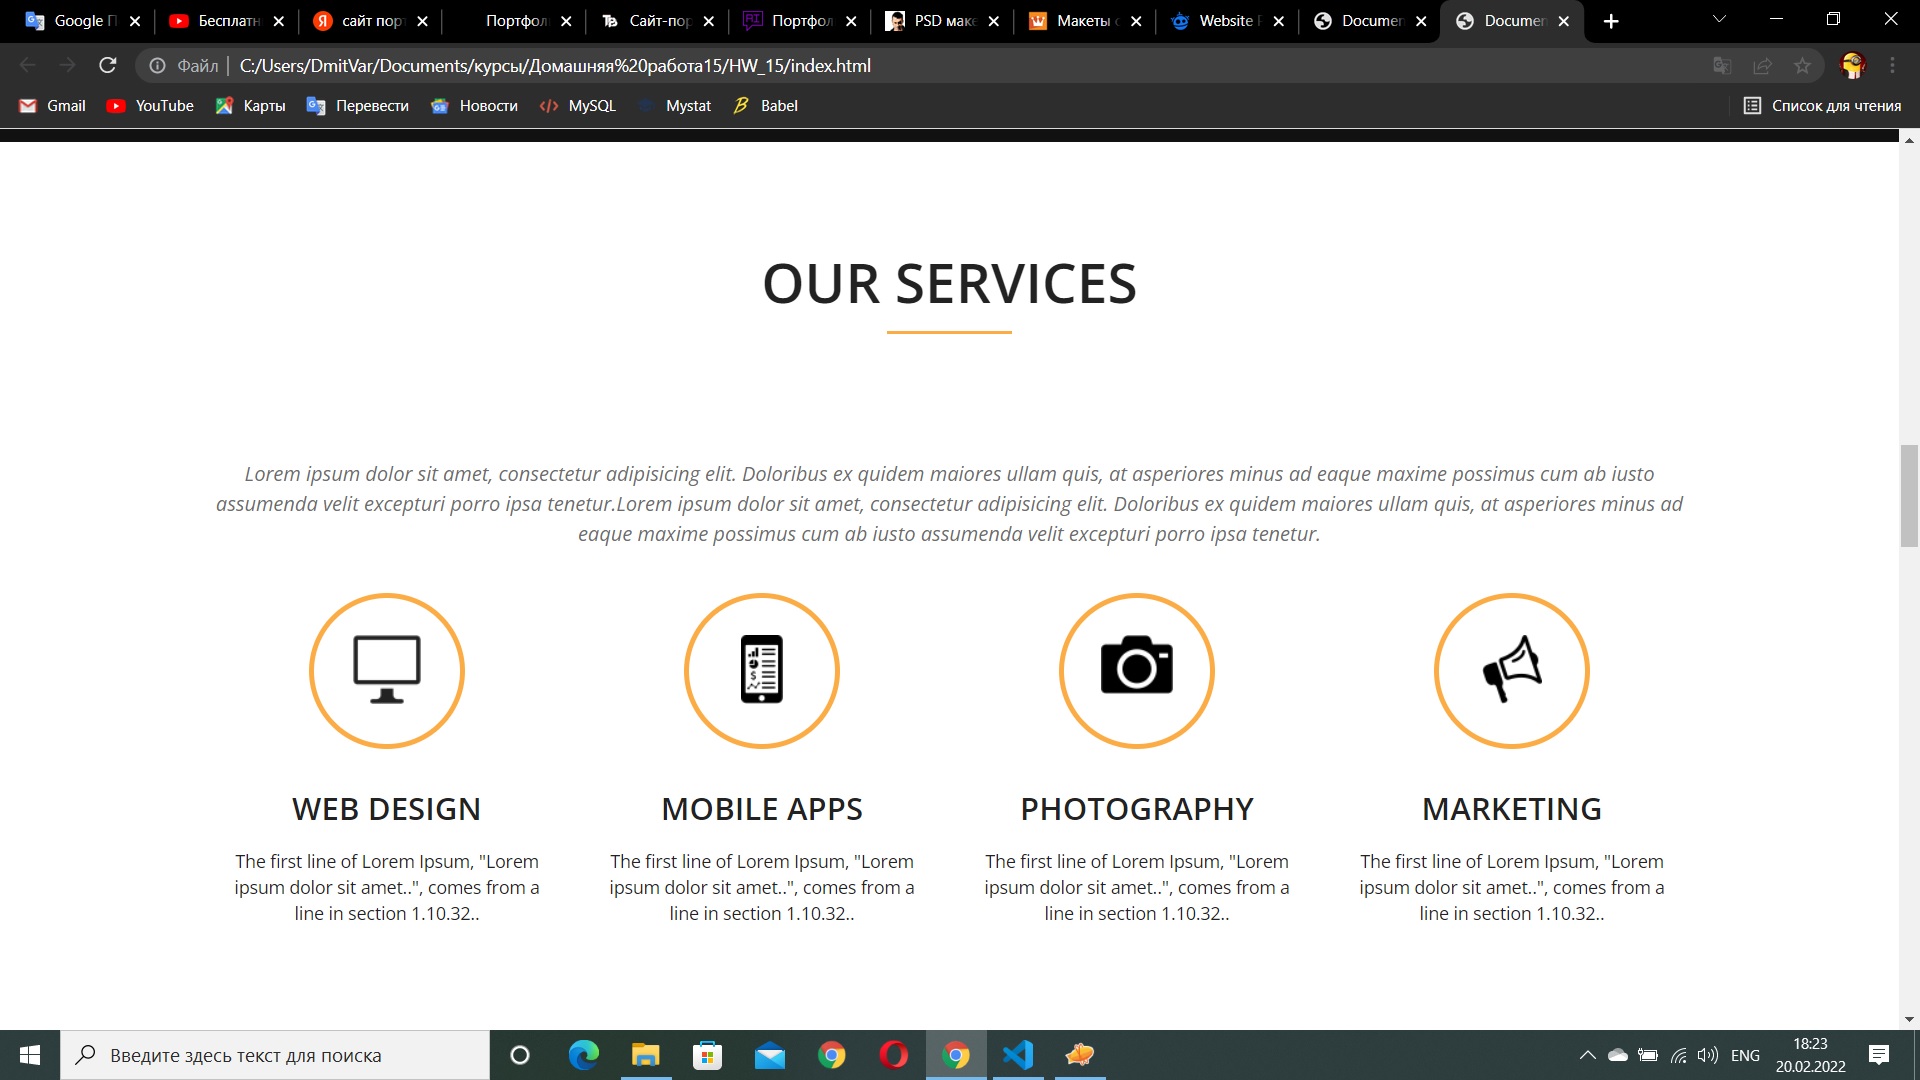 Google П
Бесплатн
сайт порт
Портфол
Сайт-пор
Портфол
PSD маке
Макеты с
Website
Documen
Documen
Файл
C:/Users/DmitVar/Documents/курсы/Домашняя%20работа15/HW_15/index.html
Gmail
YouTube
Карты
Перевести
Новости
MySQL
Mystat
Babel
Список для чтения
OUR SERVICES
Lorem ipsum dolor sit amet, consectetur adipisicing elit. Doloribus ex quidem maiores ullam quis, at asperiores minus ad eaque maxime possimus cum ab iusto
assumenda velit excepturi porro ipsa tenetur.Lorem ipsum dolor sit amet, consectetur adipisicing elit. Doloribus ex quidem maiores ullam quis, at asperiores minus ad
eaque maxime possimus cum ab iusto assumenda velit excepturi porro ipsa tenetur.
WEB DESIGN
The first line of Lorem Ipsum, "Lorem
ipsum dolor sit amet..", comes from a
line in section 1.10.32..
MOBILE APPS
The first line of Lorem Ipsum, "Lorem
ipsum dolor sit amet..", comes from a
line in section 1.10.32..
PHOTOGRAPHY
The first line of Lorem Ipsum, "Lorem
ipsum dolor sit amet..", comes from a
line in section 1.10.32..
MARKETING
The first line of Lorem Ipsum, "Lorem
ipsum dolor sit amet..", comes from a
line in section 1.10.32..
Введите здесь текст для поиска
ENG
18:23
20.02.2022